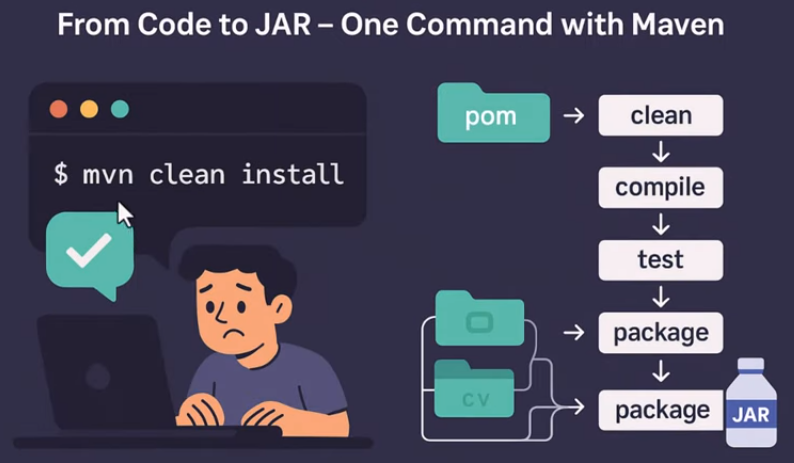 From Code to JAR – One Command with Maven
$ mvn clean install
pom
clean
compile
test
package
cv
package
JAR